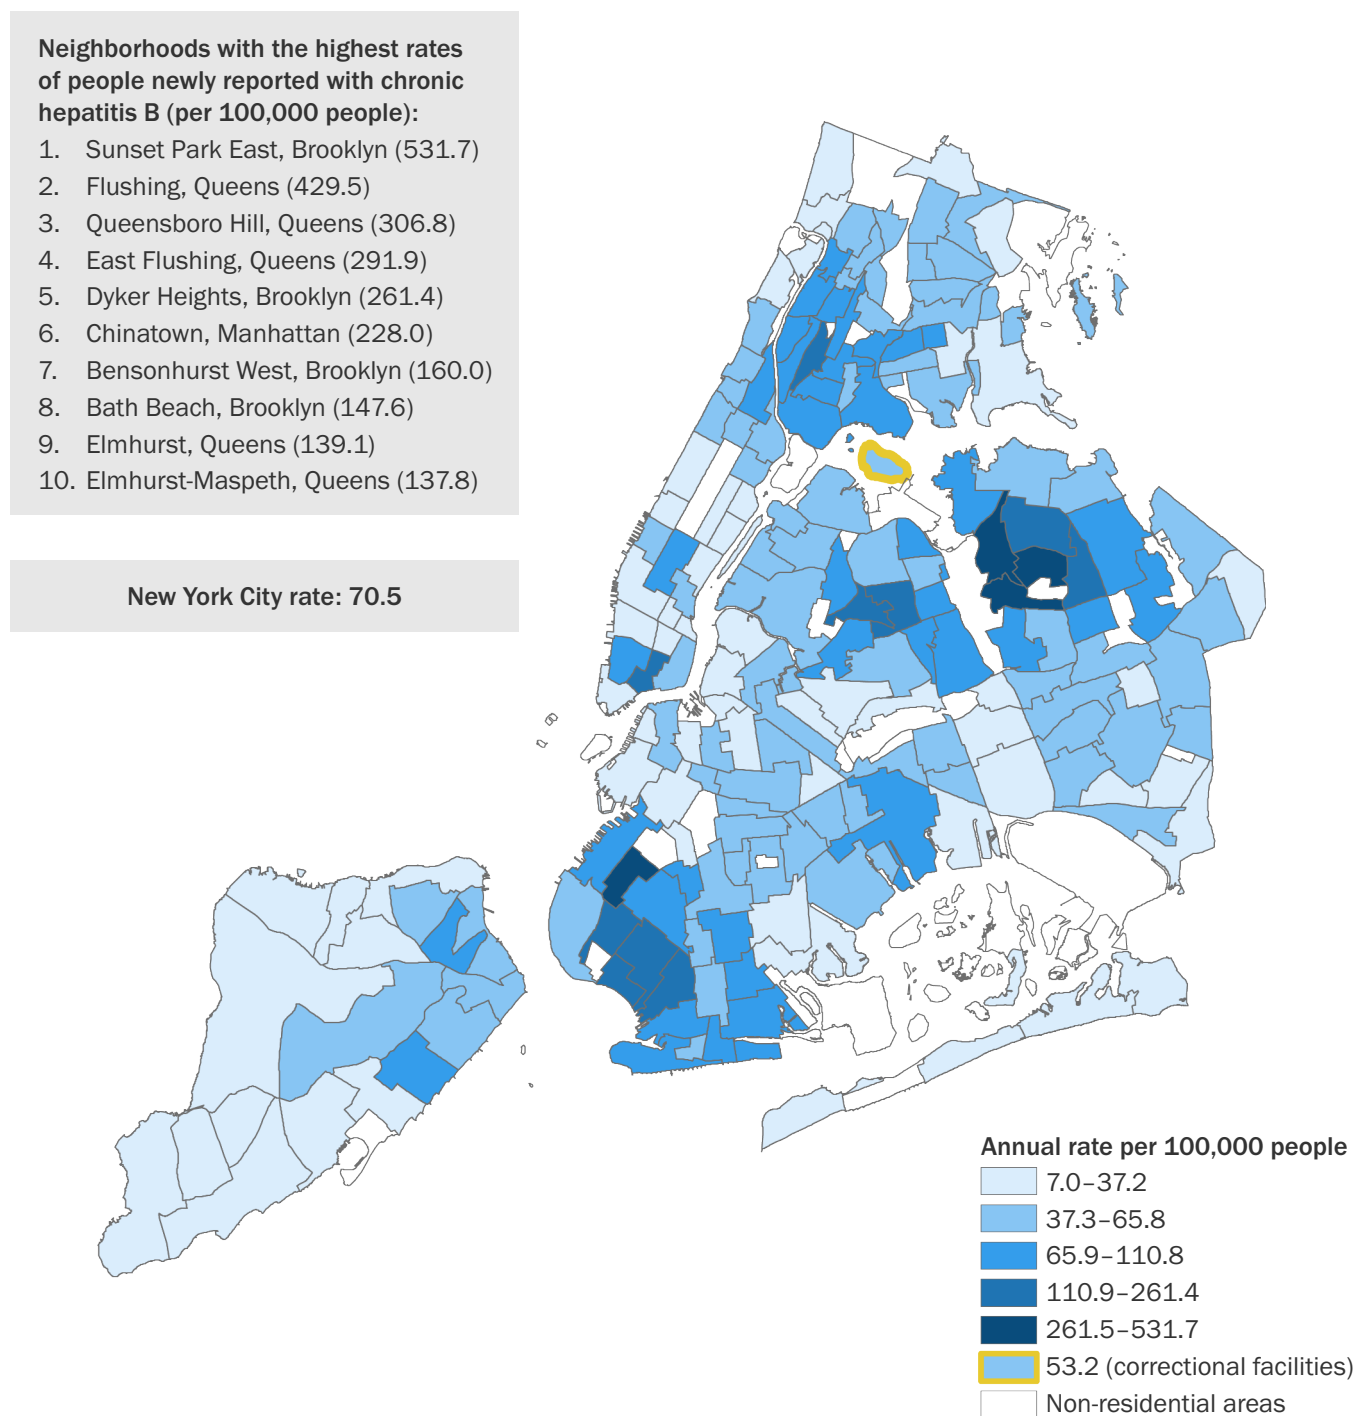 Neighborhoods with the highest rates
of people newly reported with chronic
hepatitis B (per 100,000 people):
1. Sunset Park East, Brooklyn (531.7)
2. Flushing, Queens (429.5)
3. Queensboro Hill, Queens (306.8)
4. East Flushing, Queens (291.9)
5. Dyker Heights, Brooklyn (261.4)
6. Chinatown, Manhattan (228.0)
7. Bensonhurst West, Brooklyn (160.0)
8. Bath Beach, Brooklyn (147.6)
9. Elmhurst, Queens (139.1)
10. Elmhurst-Maspeth, Queens (137.8)
New York City rate: 70.5
Annual rate per 100,000 people
7.0–37.2
37.3–65.8
65.9–110.8
110.9–261.4
261.5–531.7
53.2 (correctional facilities)
Non-residential areas